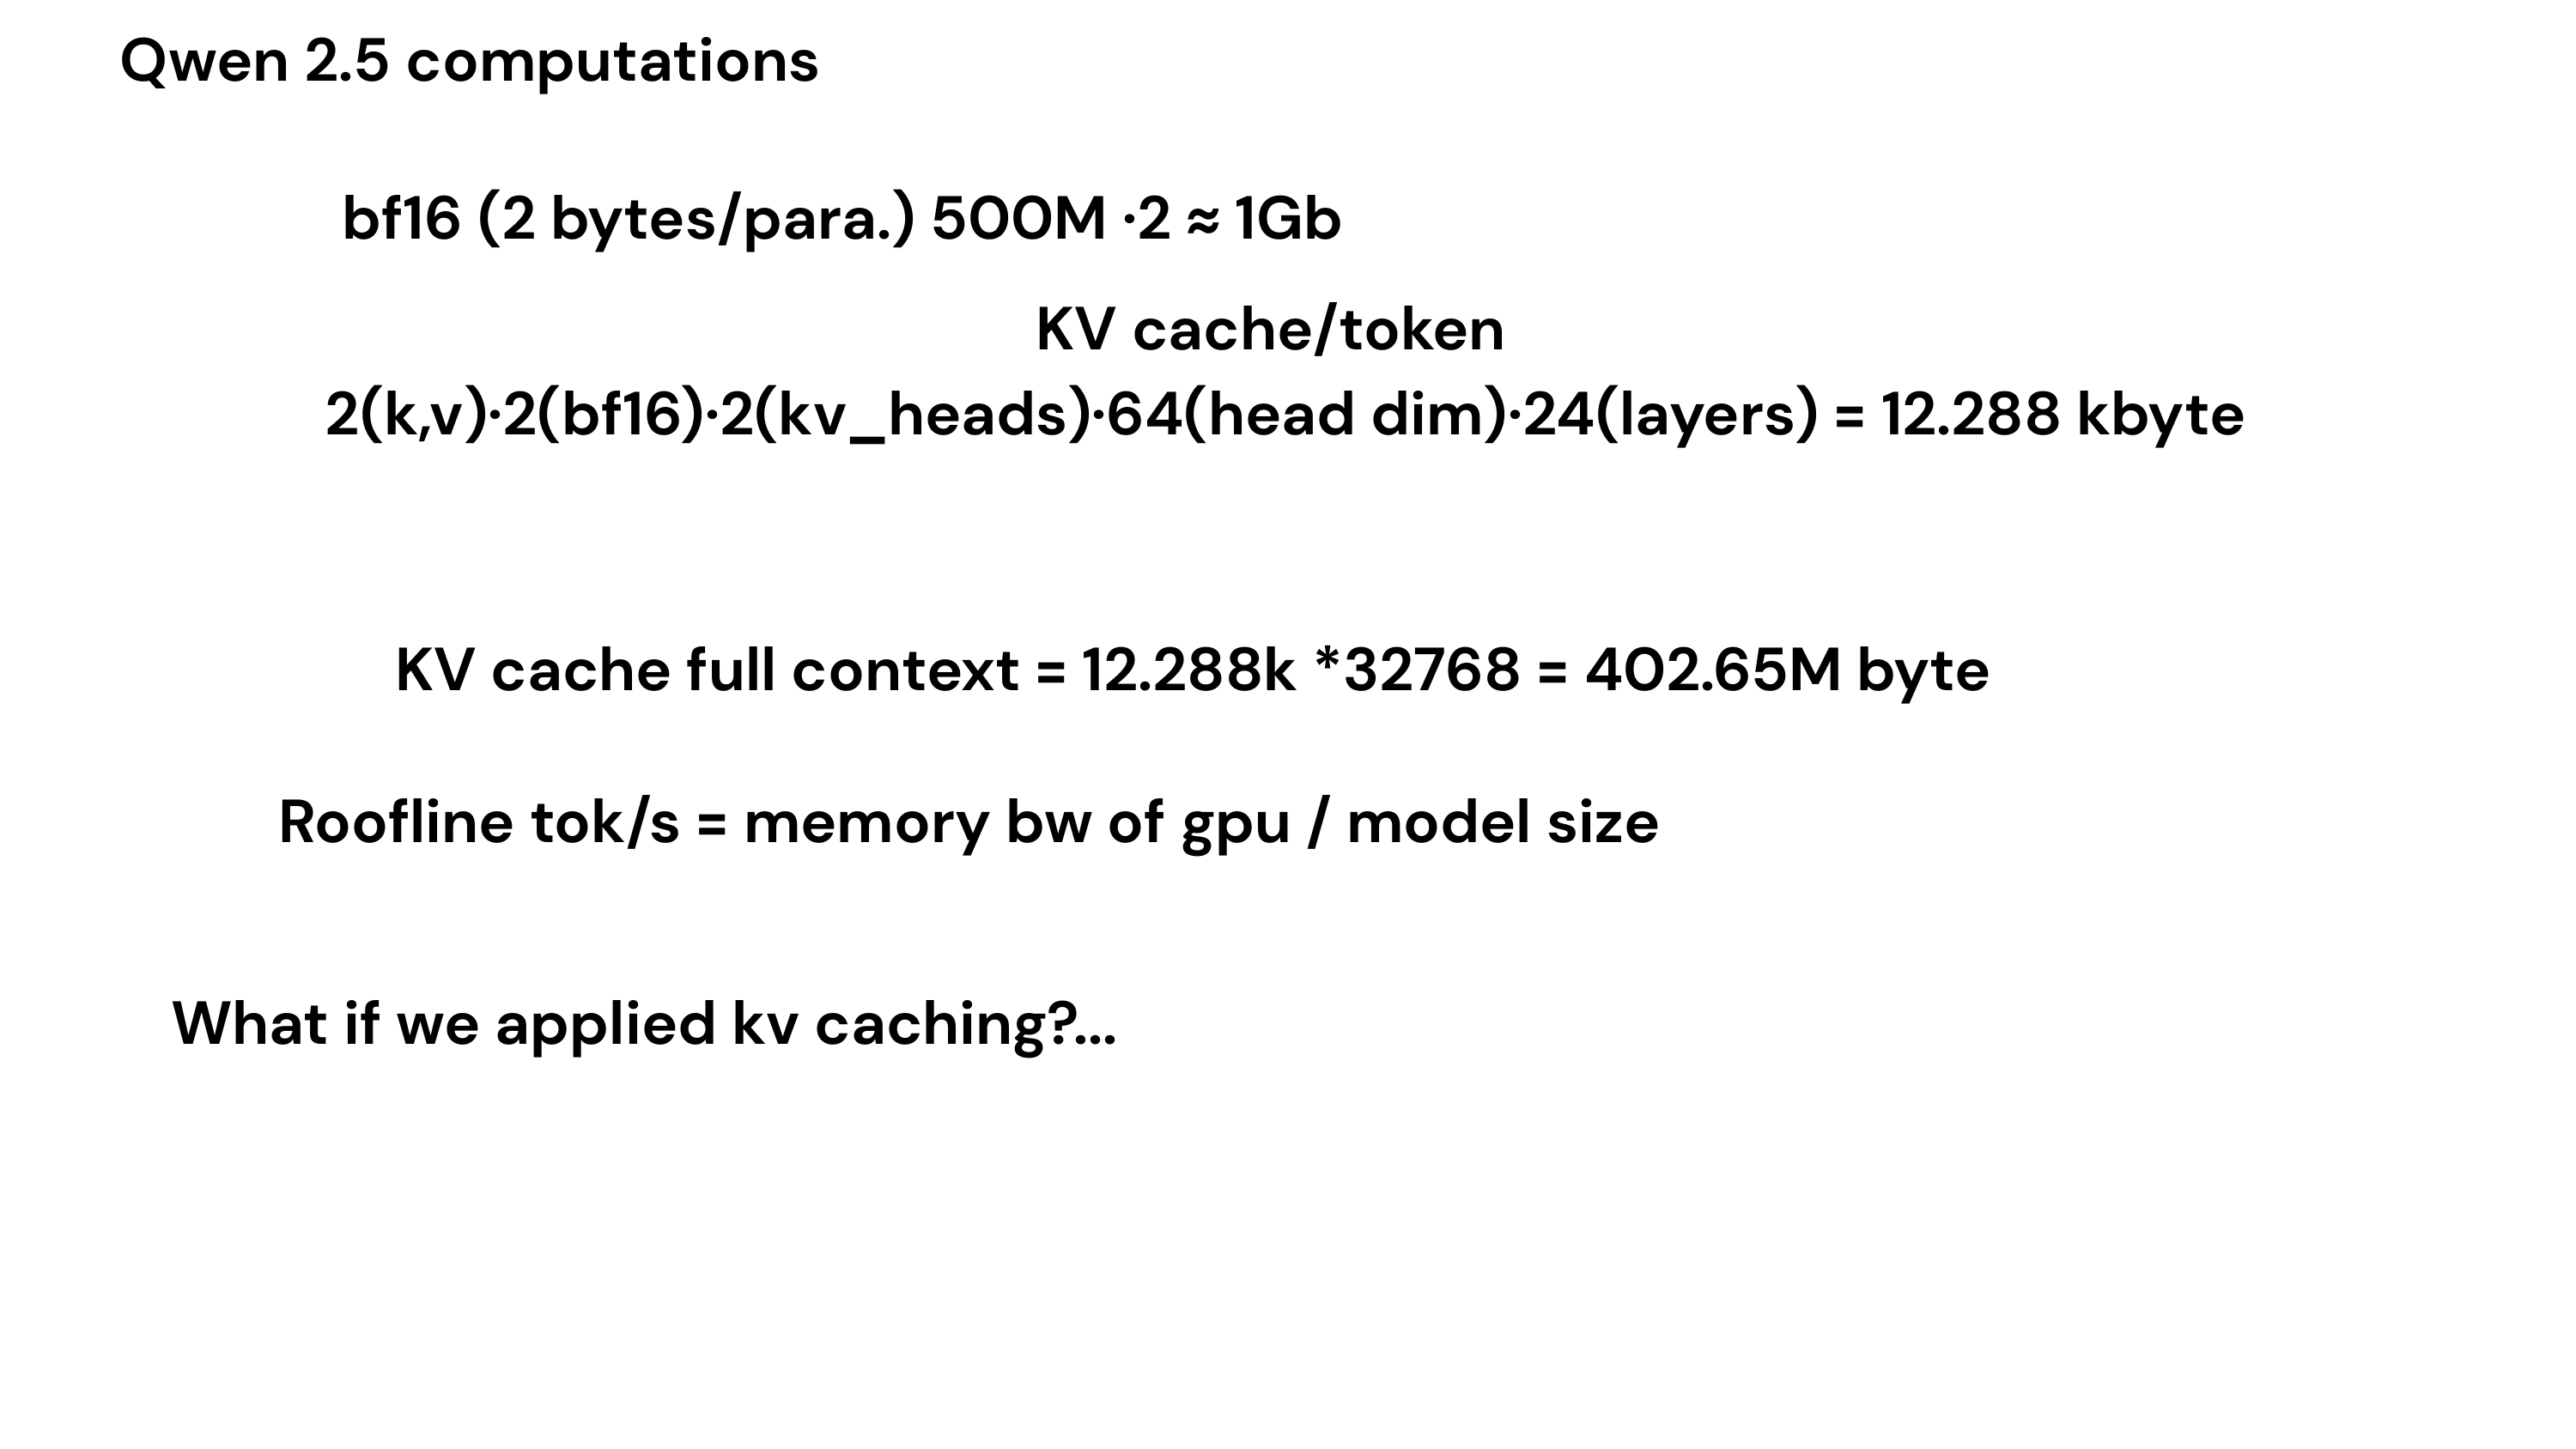 Qwen 2.5 computations
bf16 (2 bytes/para.) 500M ·2 ≈ 1Gb
KV cache/token
2(k,v)·2(bf16)·2(kv_heads)·64(head dim)·24(layers) = 12.288 kbyte
KV cache full context = 12.288k *32768 = 402.65M byte
Roofline tok/s = memory bw of gpu / model size
What if we applied kv caching?...